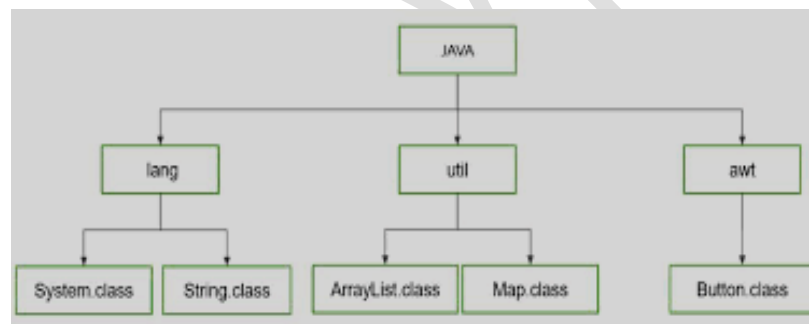 JAVA
lang
util
awt
System.class
String.class
ArrayList.class
Map.class
Button.class